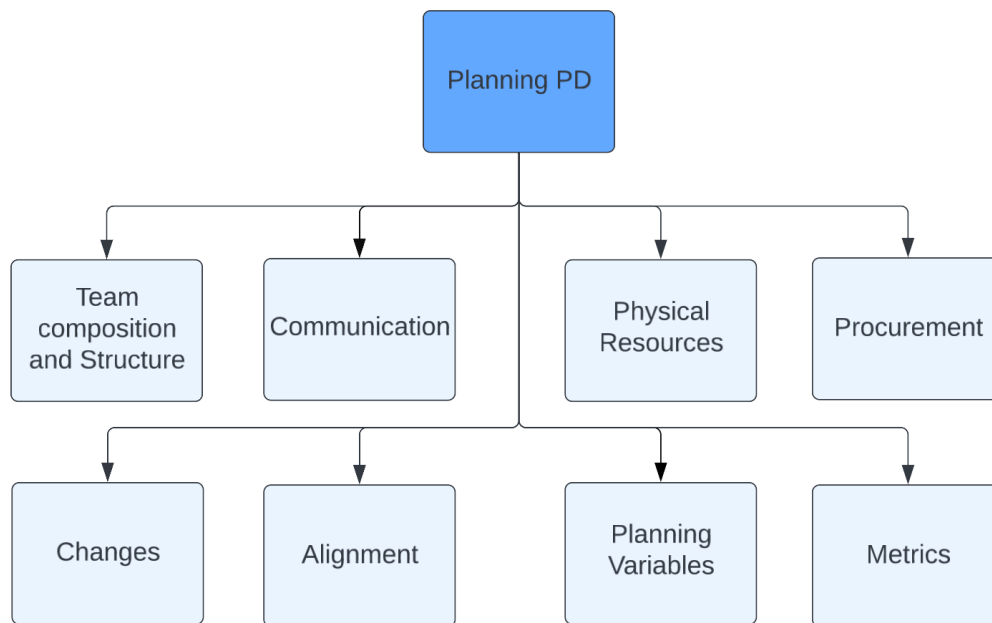 Planning PD
Team
composition
and Structure
Communication
Physical
Resources
Procurement
Changes
Alignment
Planning
Variables
Metrics